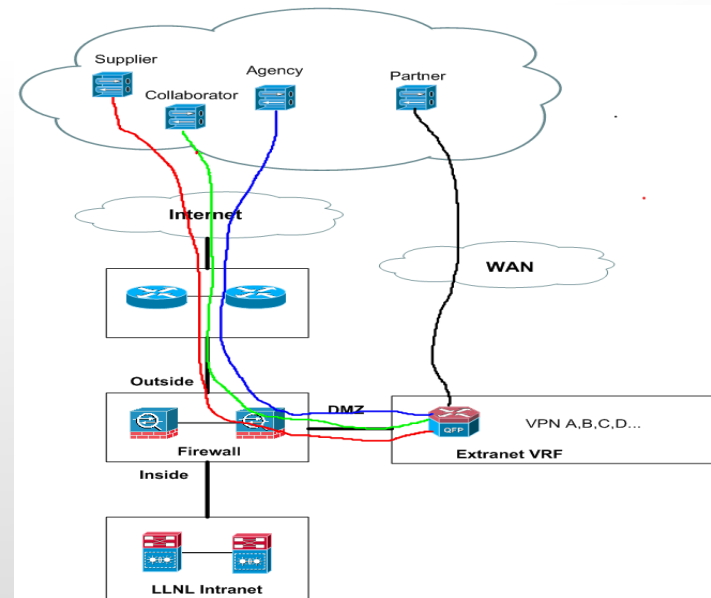 Supplier
Agency
Partner
Collaborator
Internet
WAN
Outside
DMZ
VPN A,B,C,D...
QFP
Firewall
Extranet VRF
Inside
LLNL Intranet